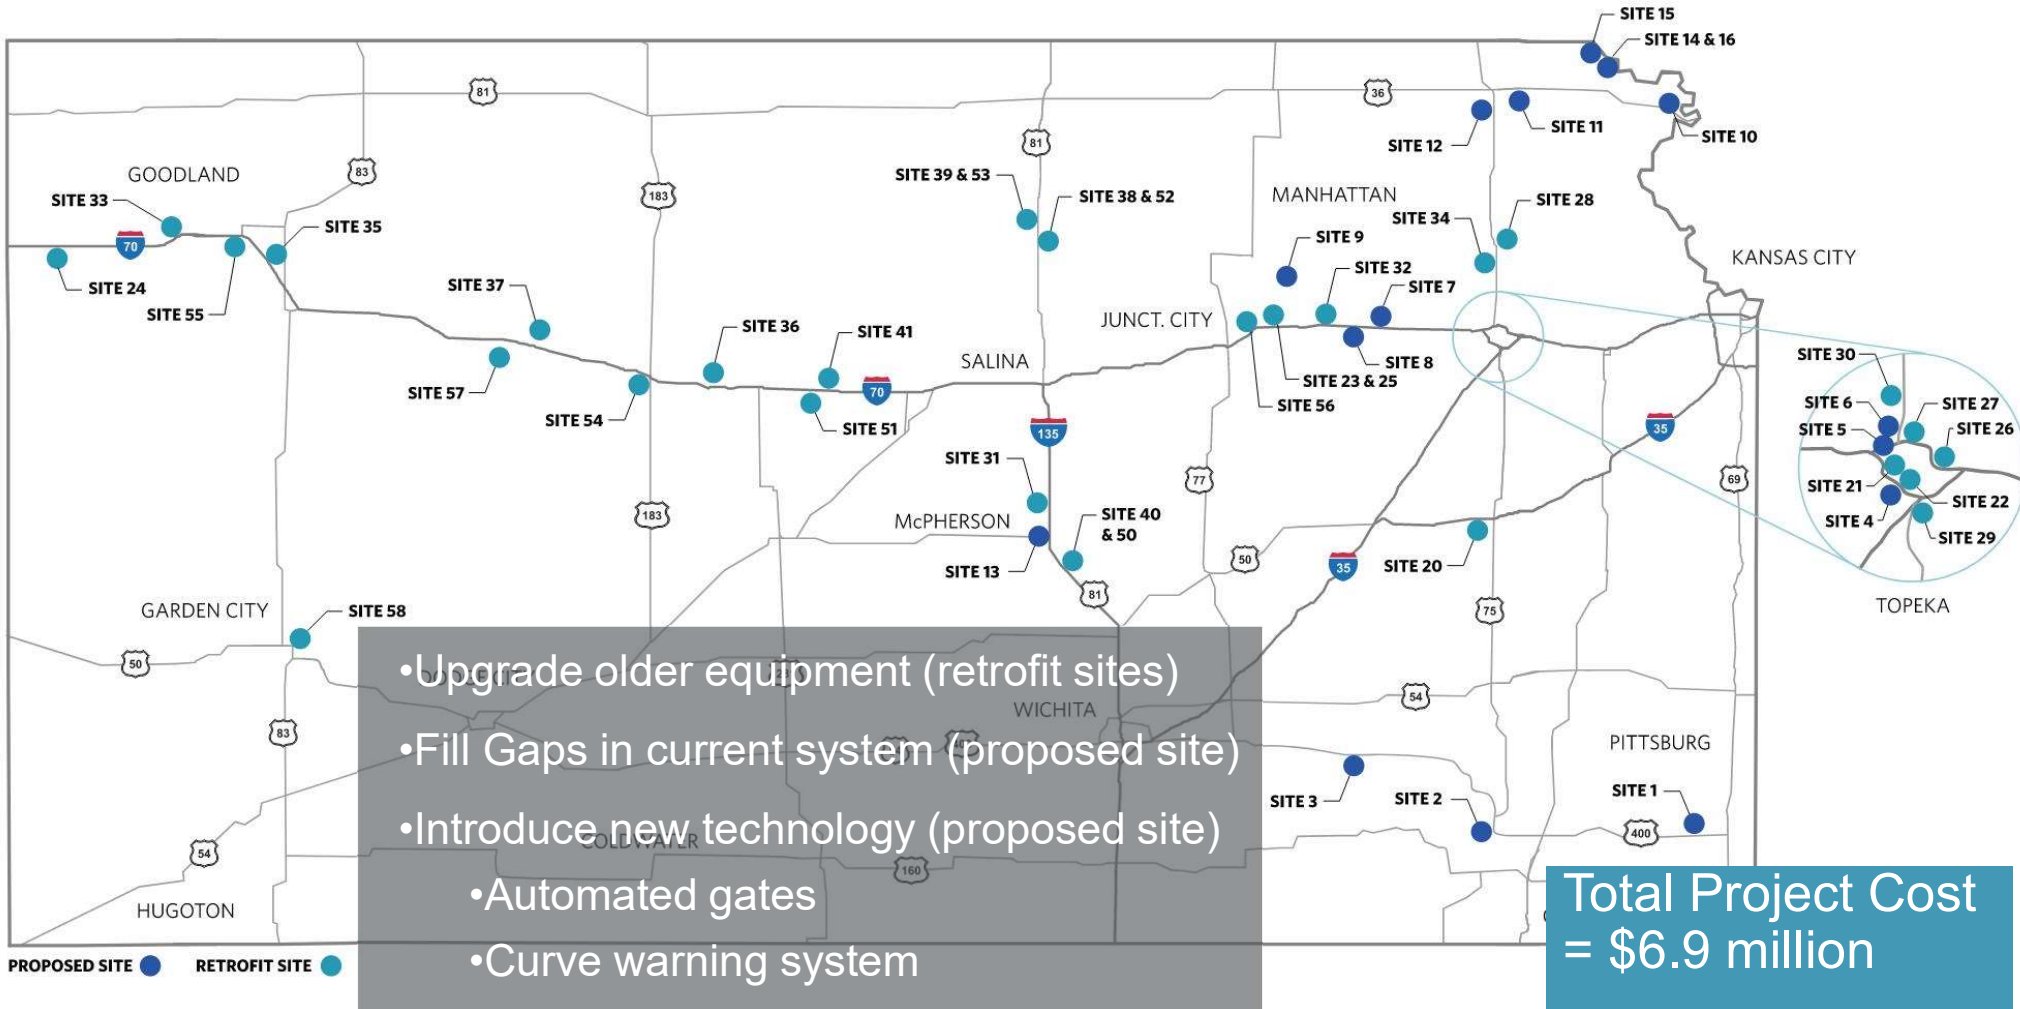 SITE 15
SITE 14 & 16
81
36
SITE 11
SITE 12
SITE 10
81
83
GOODLAND
SITE 39 & 53
183
MANHATTAN
SITE 33
SITE 38 & 52
SITE 28
SITE 34
SITE 35
70
SITE 9
KANSAS CITY
SITE 32
SITE 24
SITE 37
SITE 7
SITE 55
JUNCT. CITY
SITE 36
SITE 41
SALINA
SITE 30
SITE 8
SITE 23 & 25
SITE 57
70
SITE 56
SITE 6
SITE 27
SITE 54
SITE 51
135
35
SITE 5
SITE 26
SITE 31
77
69
SITE 21
SITE 22
183
McPHERSON
SITE 40
& 50
SITE 4
SITE 29
SITE 13
50
35
SITE 20
81
TOPEKA
GARDEN CITY
SITE 58
75
50
•Upgrade older equipment (retrofit sites)
54
WICHITA
83
PITTSBURG
•Fill Gaps in current system (proposed site)
SITE 3
SITE 2
SITE 1
•Introduce new technology (proposed site)
400
COLDWATER
54
160
•Automated gates
HUGOTON
Total Project Cost
= $6.9 million
•Curve warning system
PROPOSED SITE
RETROFIT SITE